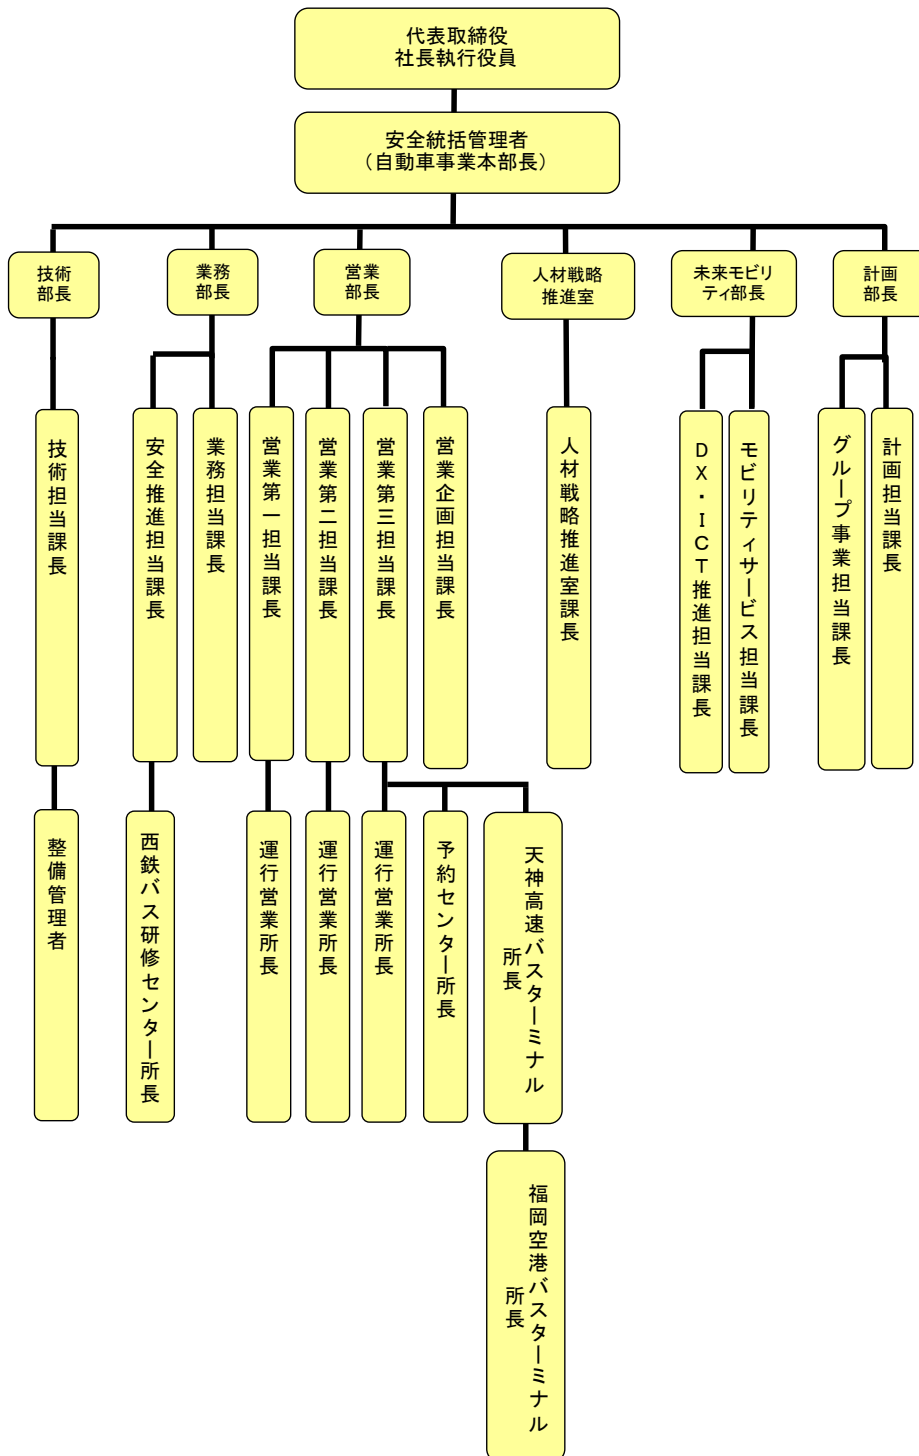 代表取締役
社長執行役員
安全統括管理者
（自動車事業本部長）
技術
部長
業務
部長
営業
部長
人材戦略
推進室
未来モビリ
ティ部長
計画
部長
技術担当課長
安全推進担当課長
業務担当課長
営業第一担当課長
営業第二担当課長
営業第三担当課長
営業企画担当課長
人材戦略推進室課長
DX・ICT推進担当課長
モビリティサービス担当課長
グループ事業担当課長
計画担当課長
整備管理者
西鉄バス研修センター所長
運行営業所長
運行営業所長
運行営業所長
予約センター所長
天神高速バスターミナル
所長
福岡空港バスターミナル
所長